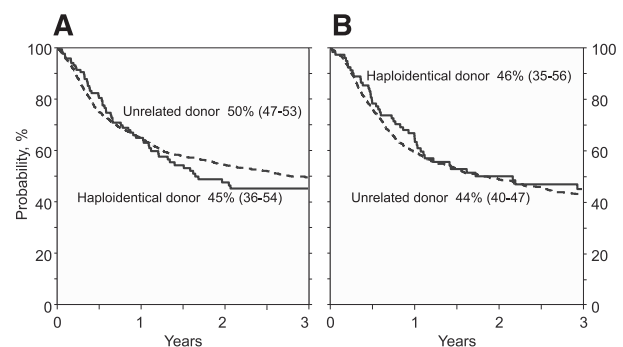 A
B
100
80
60
40
20
0
Probability, %
Unrelated donor 50% (47-53)
Haploidentical donor 45% (36-54)
0 1 2 3
Years
Haploidentical donor 46% (35-56)
Unrelated donor 44% (40-47)
100
80
60
40
20
0
0 1 2 3
Years